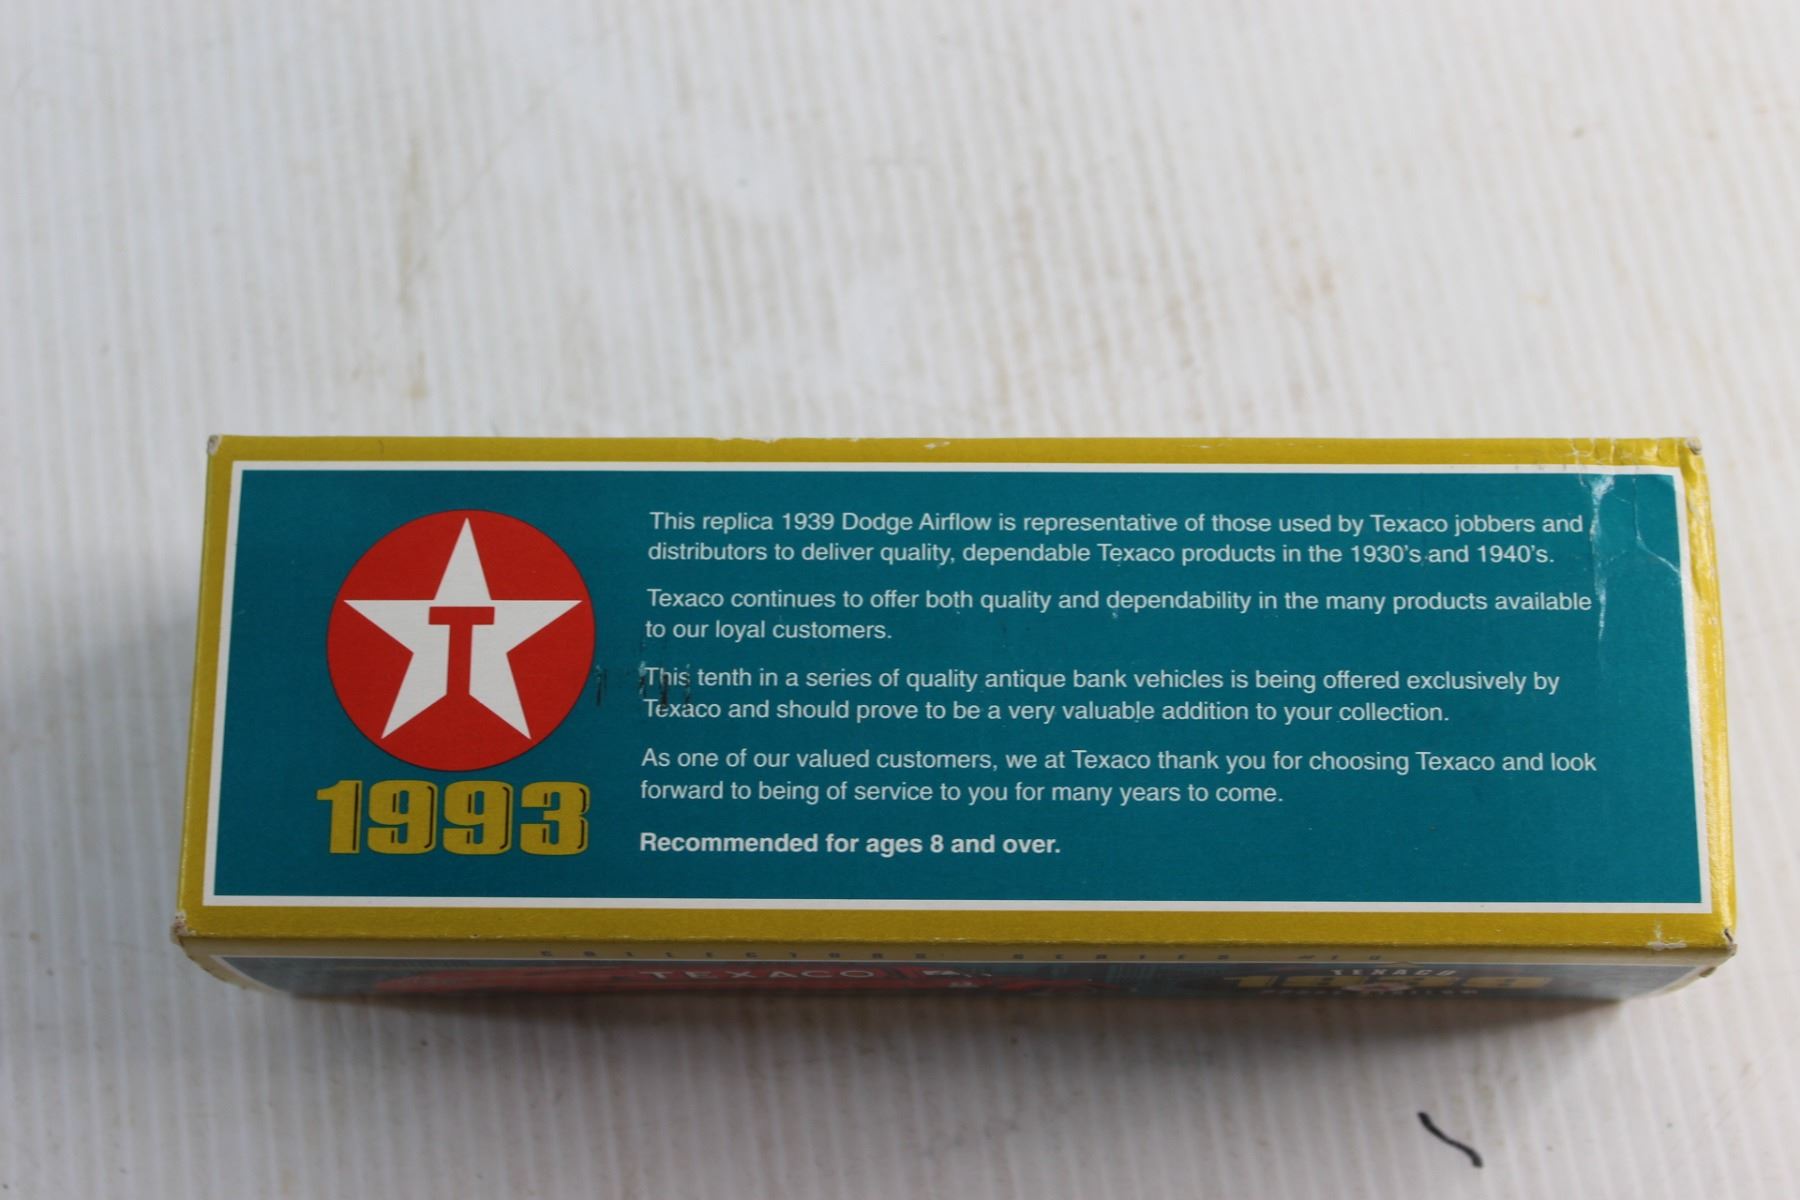 T
1993
This replica 1939 Dodge Airflow is representative of those used by Texaco jobbers and
distributors to deliver quality, dependable Texaco products in the 1930's and 1940's.
Texaco continues to offer both quality and dependability in the many products available
to our loyal customers.
This tenth in a series of quality antique bank vehicles is being offered exclusively by
Texaco and should prove to be a very valuable addition to your collection.
As one of our valued customers, we at Texaco thank you for choosing Texaco and look
forward to being of service to you for many years to come.
Recommended for ages 8 and over.
COLLECTORS' SERIES #10
TEXACO
TEXACO
1939